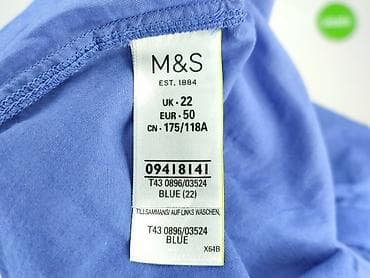 M&S
EST. 1884
UK · 22
EUR · 50
CN · 175/118A
09418141
T43 0896/03524
BLUE (22)
TILLSAMMANS/ AUF LINKS WASCHEN,
T43 0896/03524
BLUE
X64B